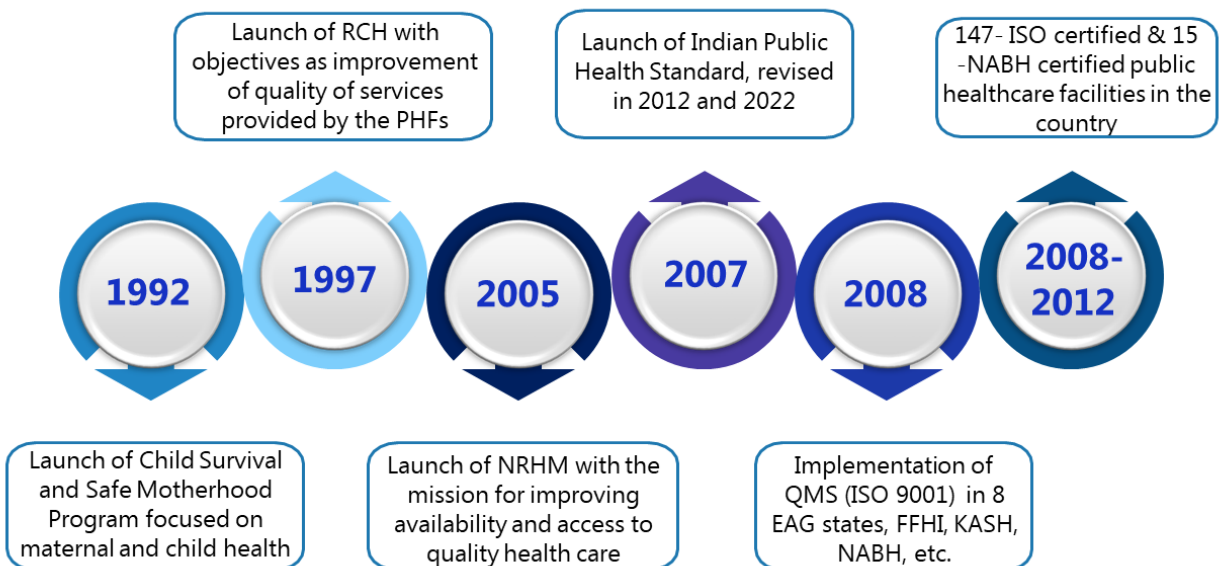 Launch of RCH with
objectives as improvement
of quality of services
provided by the PHFs
Launch of Indian Public
Health Standard, revised
in 2012 and 2022
147- ISO certified & 15
-NABH certified public
healthcare facilities in the
country
1992
1997
2005
2007
2008
2008-
2012
Launch of Child Survival
and Safe Motherhood
Program focused on
maternal and child health
Launch of NRHM with the
mission for improving
availability and access to
quality health care
Implementation of
QMS (ISO 9001) in 8
EAG states, FFHI, KASH,
NABH, etc.